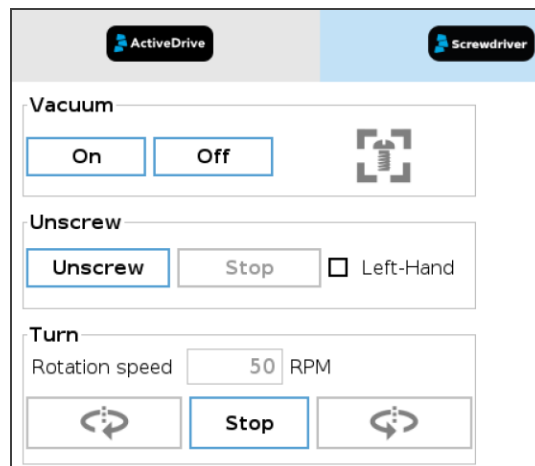 ActiveDrive
Screwdriver
Vacuum
On
Off
Unscrew
Unscrew
Stop
Left-Hand
Turn
Rotation speed 50 RPM
Stop